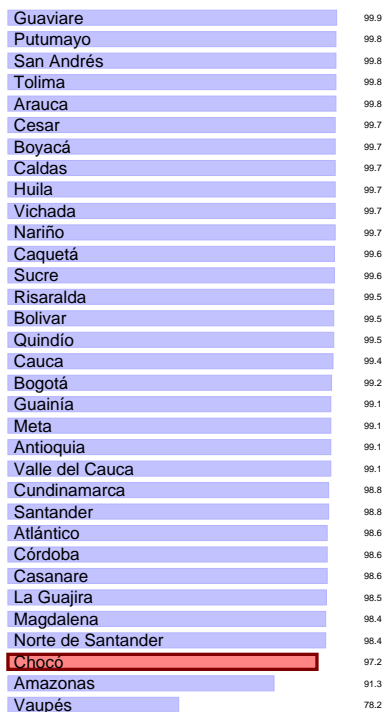 Guaviare 99.9
Putumayo 99.8
San Andrés 99.8
Tolima 99.8
Arauca 99.8
Cesar 99.7
Boyacá 99.7
Caldas 99.7
Huila 99.7
Vichada 99.7
Nariño 99.7
Caquetá 99.6
Sucre 99.6
Risaralda 99.5
Bolivar 99.5
Quindío 99.5
Cauca 99.4
Bogotá 99.2
Guainía 99.1
Meta 99.1
Antioquia 99.1
Valle del Cauca 99.1
Cundinamarca 98.8
Santander 98.8
Atlántico 98.6
Córdoba 98.6
Casanare 98.6
La Guajira 98.5
Magdalena 98.4
Norte de Santander 98.4
Chocó 97.2
Amazonas 91.3
Vaupés 78.2